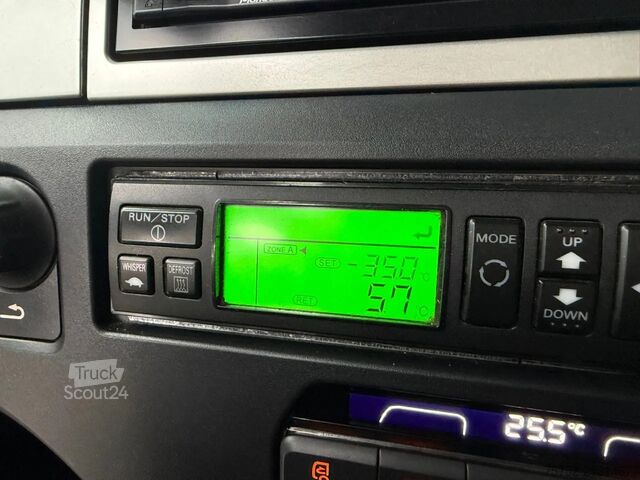 RUN/STOP
WHISPER
DEFROST
ZONE A
SET -35.0 °C
RET 5.7 °C
MODE
UP
DOWN
25.5°C
Truck
Scout24